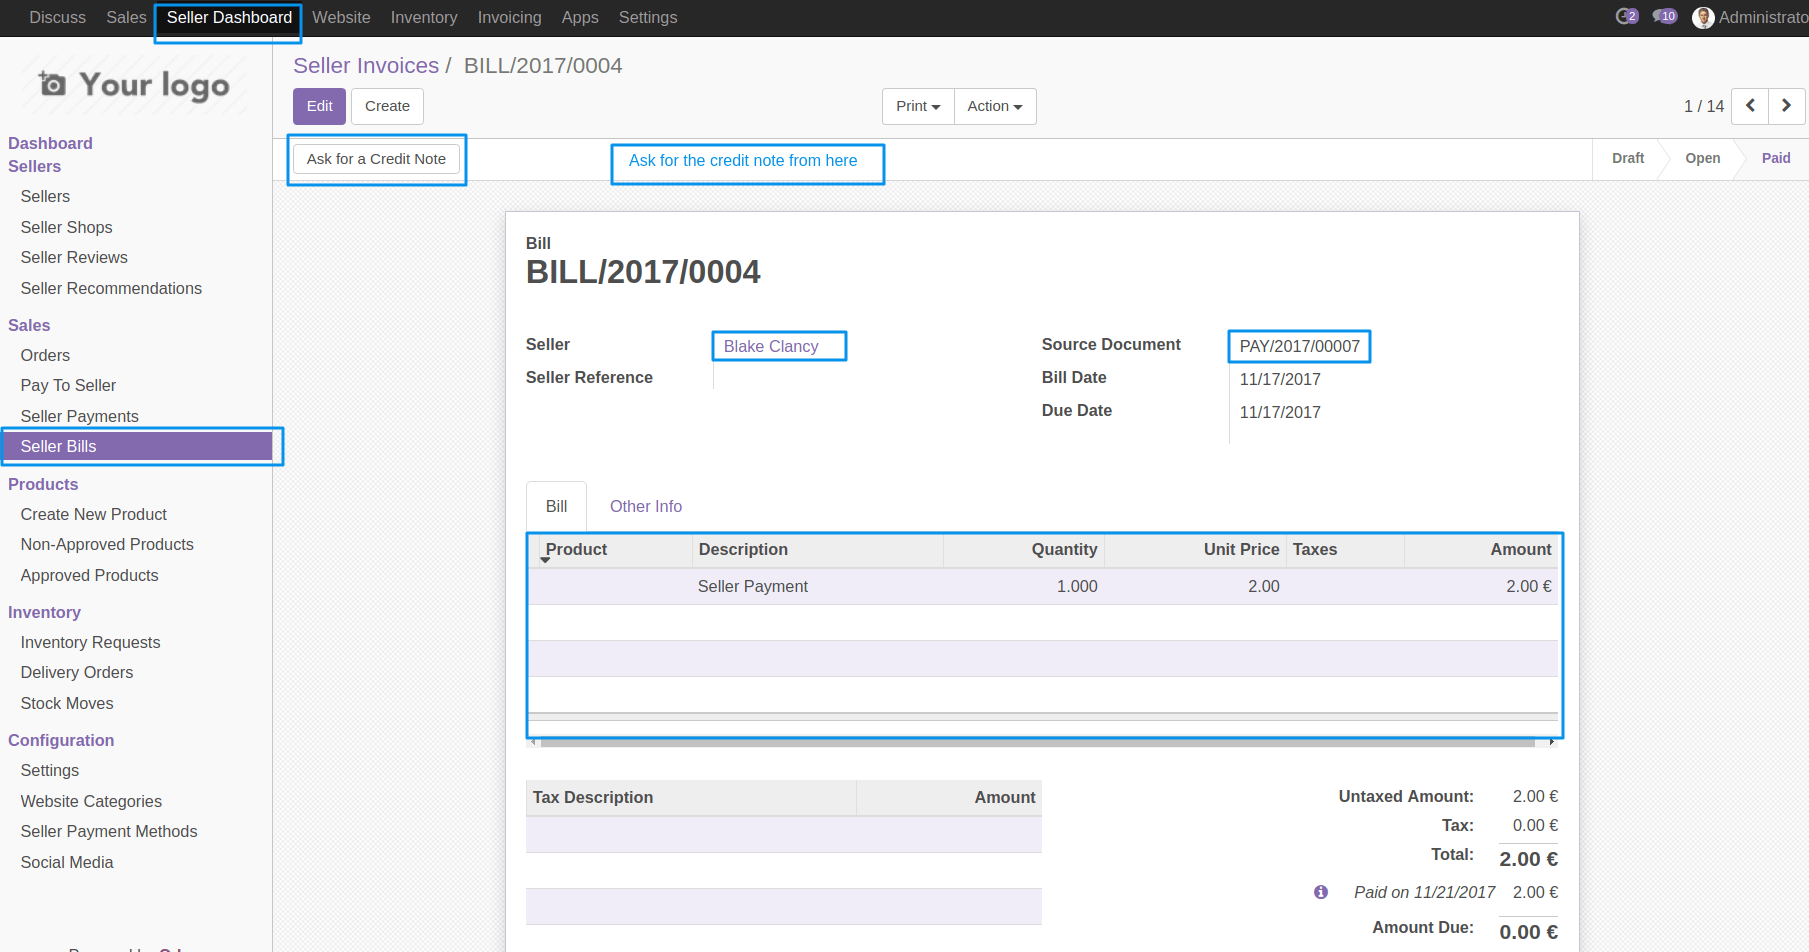 Discuss Sales Seller Dashboard Website Inventory Invoicing Apps Settings 2 10 Administrato
Your logo
Seller Invoices / BILL/2017/0004
Edit Create Print Action 1 / 14
Ask for a Credit Note Ask for the credit note from here Draft Open Paid
Dashboard
Sellers
Sellers
Seller Shops
Seller Reviews
Seller Recommendations
Sales
Orders
Pay To Seller
Seller Payments
Seller Bills
Products
Create New Product
Non-Approved Products
Approved Products
Inventory
Inventory Requests
Delivery Orders
Stock Moves
Configuration
Settings
Website Categories
Seller Payment Methods
Social Media
Bill
BILL/2017/0004
Seller Blake Clancy Source Document PAY/2017/00007
Seller Reference Bill Date 11/17/2017
Due Date 11/17/2017
Bill Other Info
Product Description Quantity Unit Price Taxes Amount
Seller Payment 1.000 2.00 2.00 €
Tax Description Amount
Untaxed Amount: 2.00 €
Tax: 0.00 €
Total: 2.00 €
Paid on 11/21/2017 2.00 €
Amount Due: 0.00 €